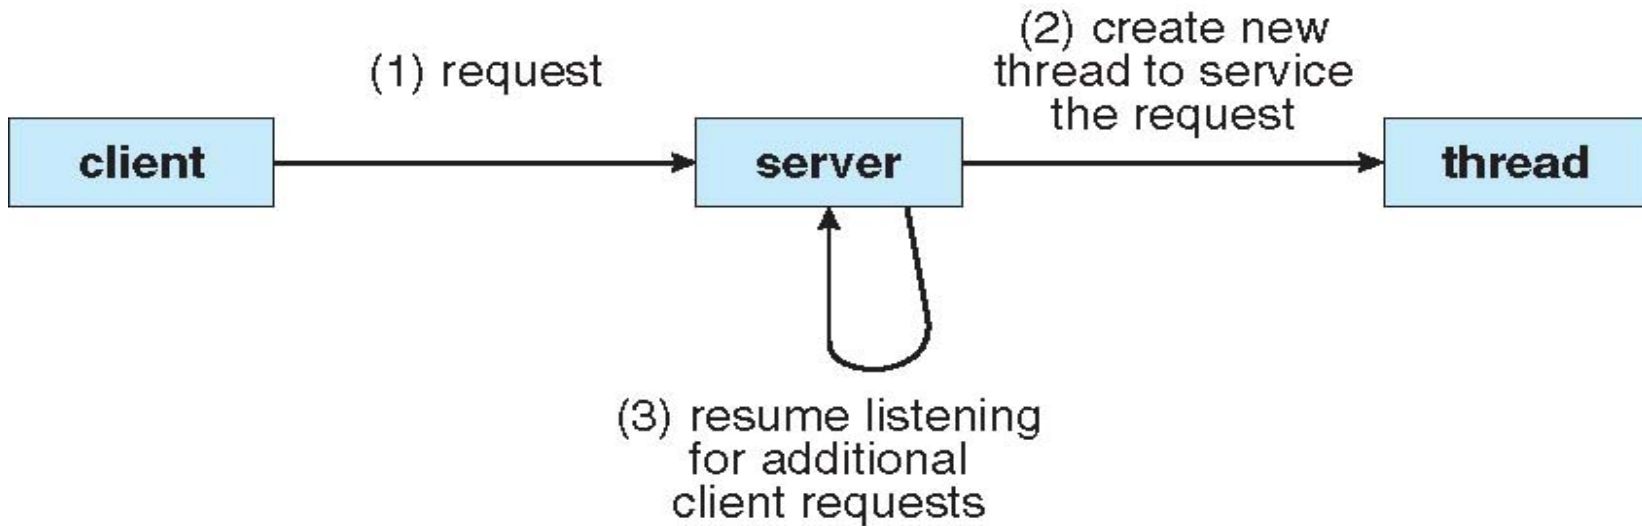 (1) request
(2) create new
thread to service
the request
client
server
thread
(3) resume listening
for additional
client requests